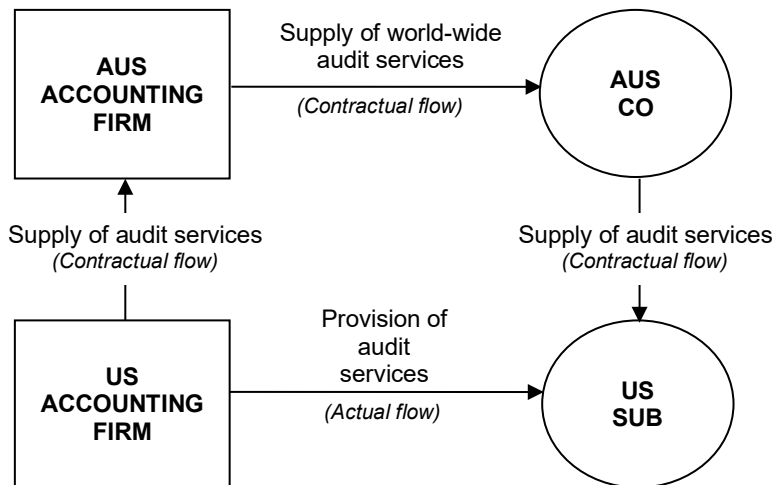 Supply of world-wide
audit services
(Contractual flow)
AUS
ACCOUNTING
FIRM
AUS
CO
Supply of audit services
(Contractual flow)
Supply of audit services
(Contractual flow)
Provision of
audit
services
(Actual flow)
US
ACCOUNTING
FIRM
US
SUB